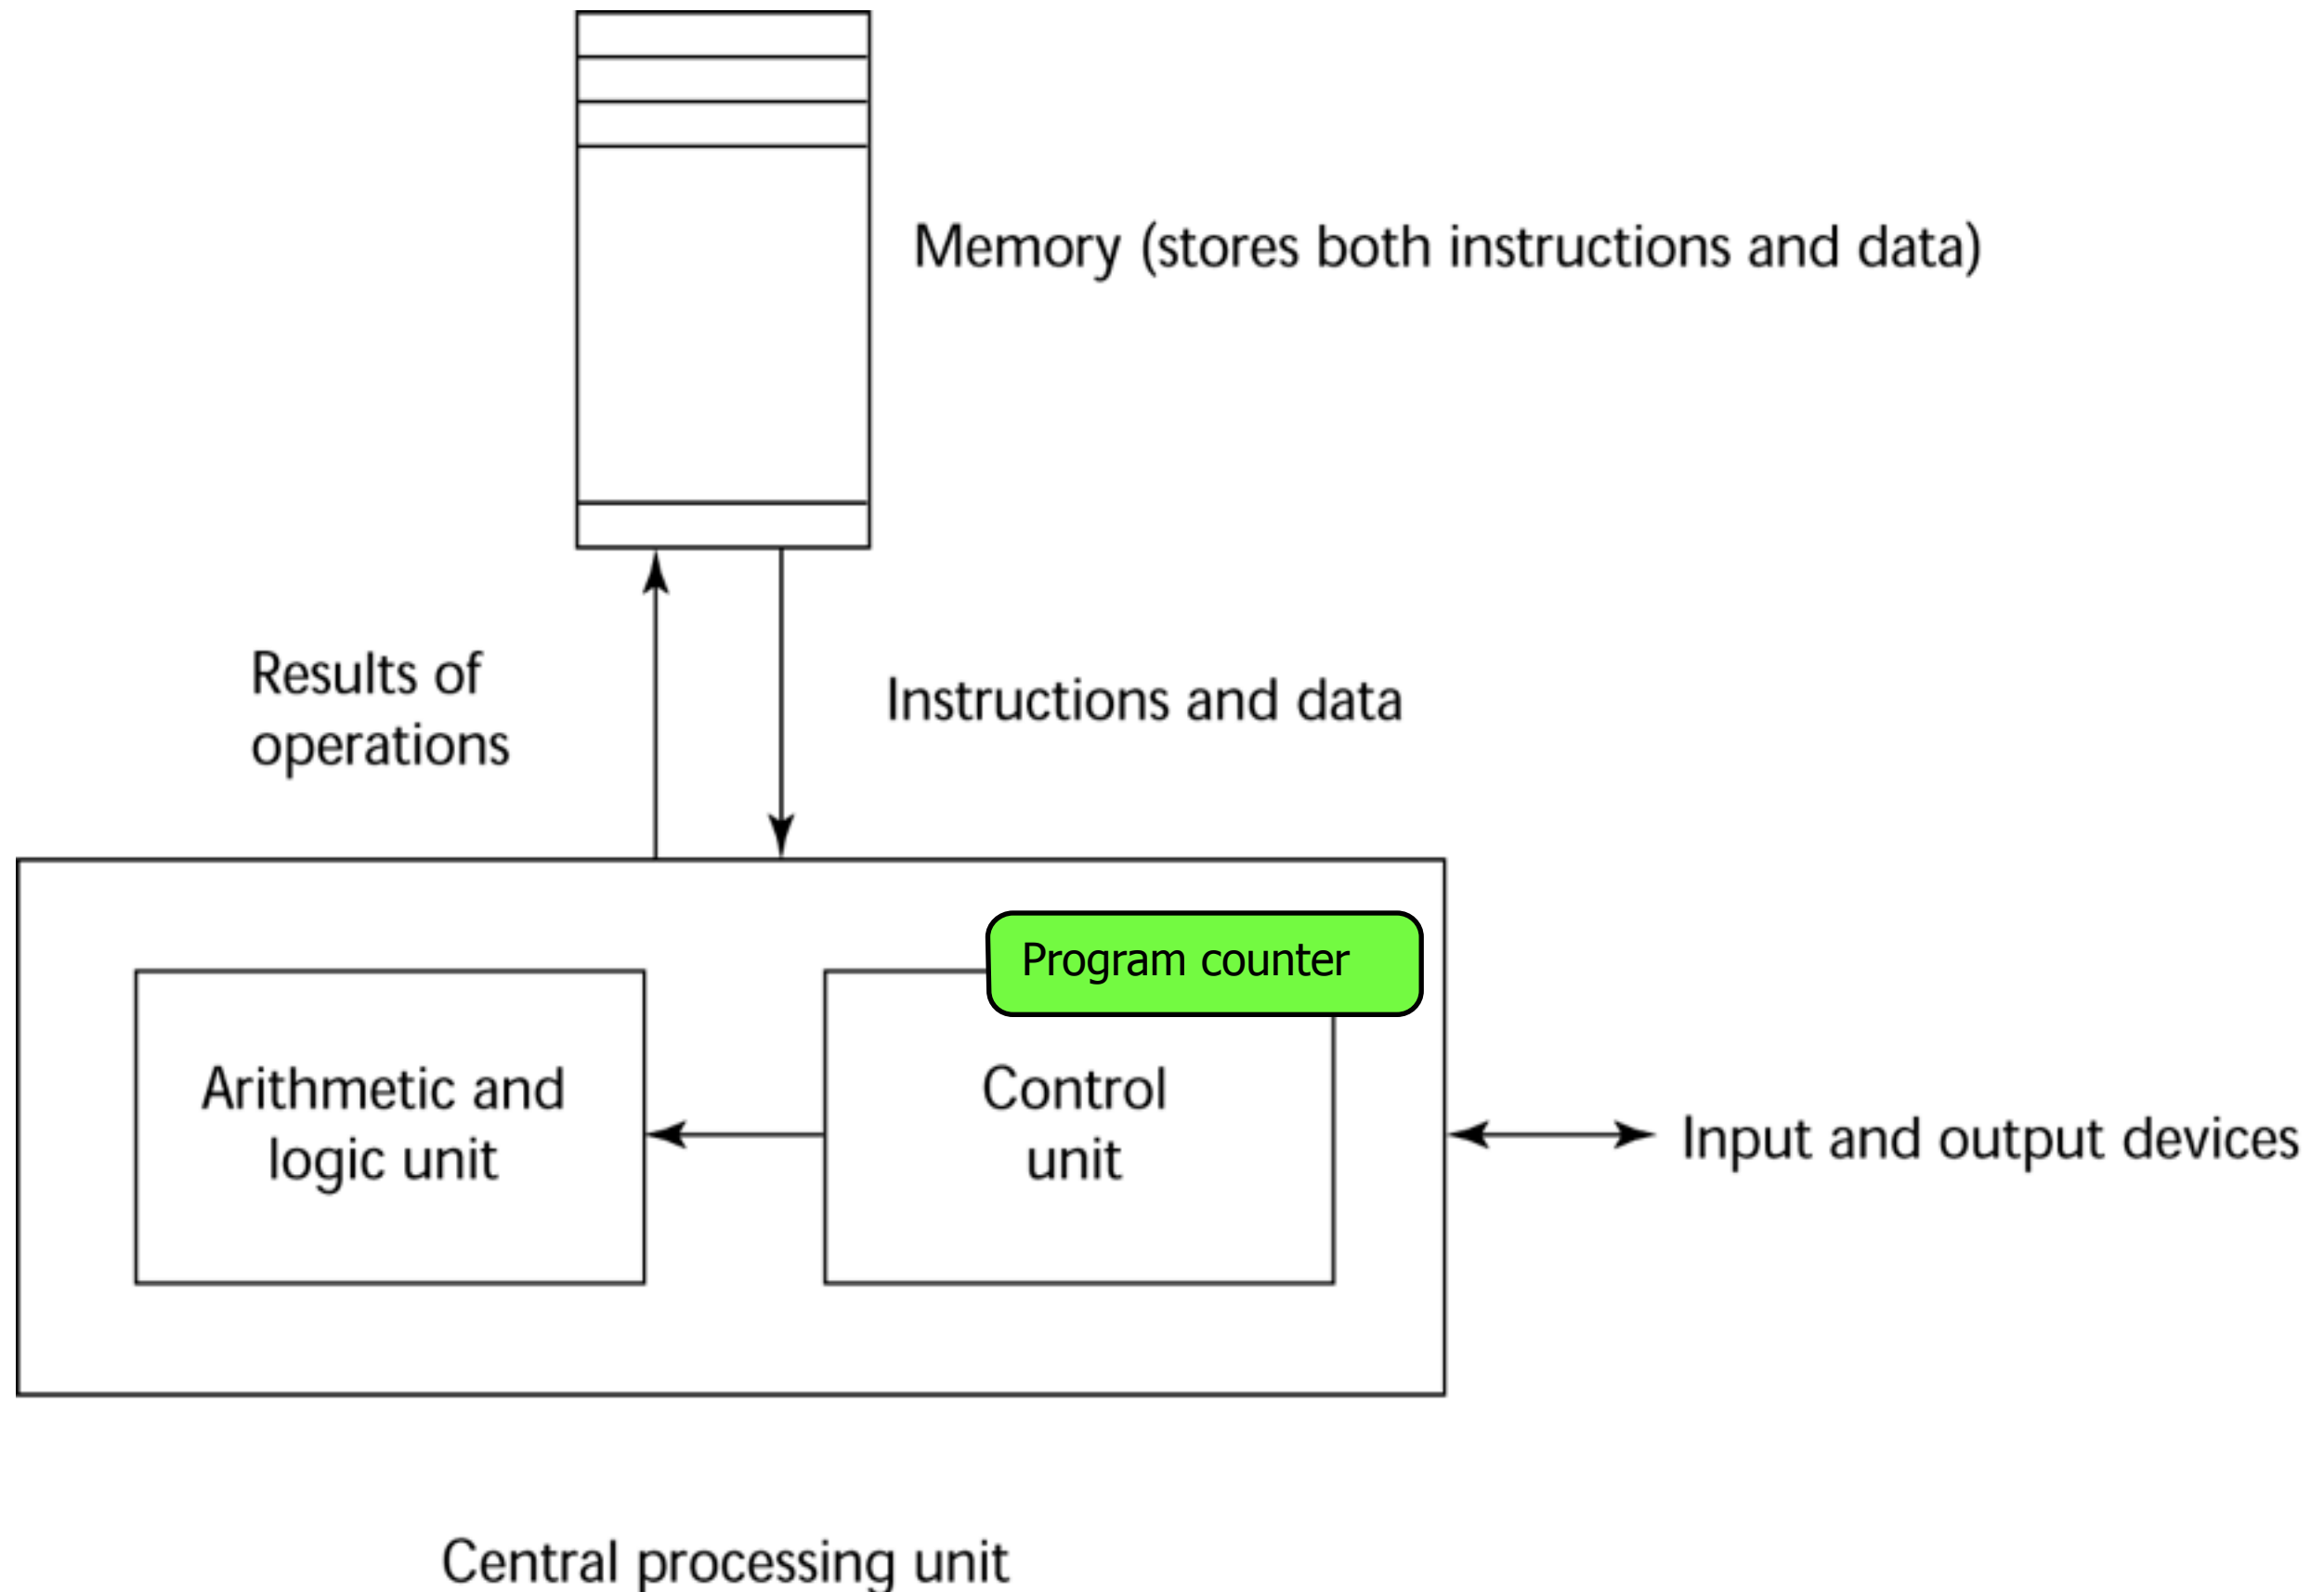 Memory (stores both instructions and data)
Results of
operations
Instructions and data
Program counter
Arithmetic and
logic unit
Control
unit
Input and output devices
Central processing unit